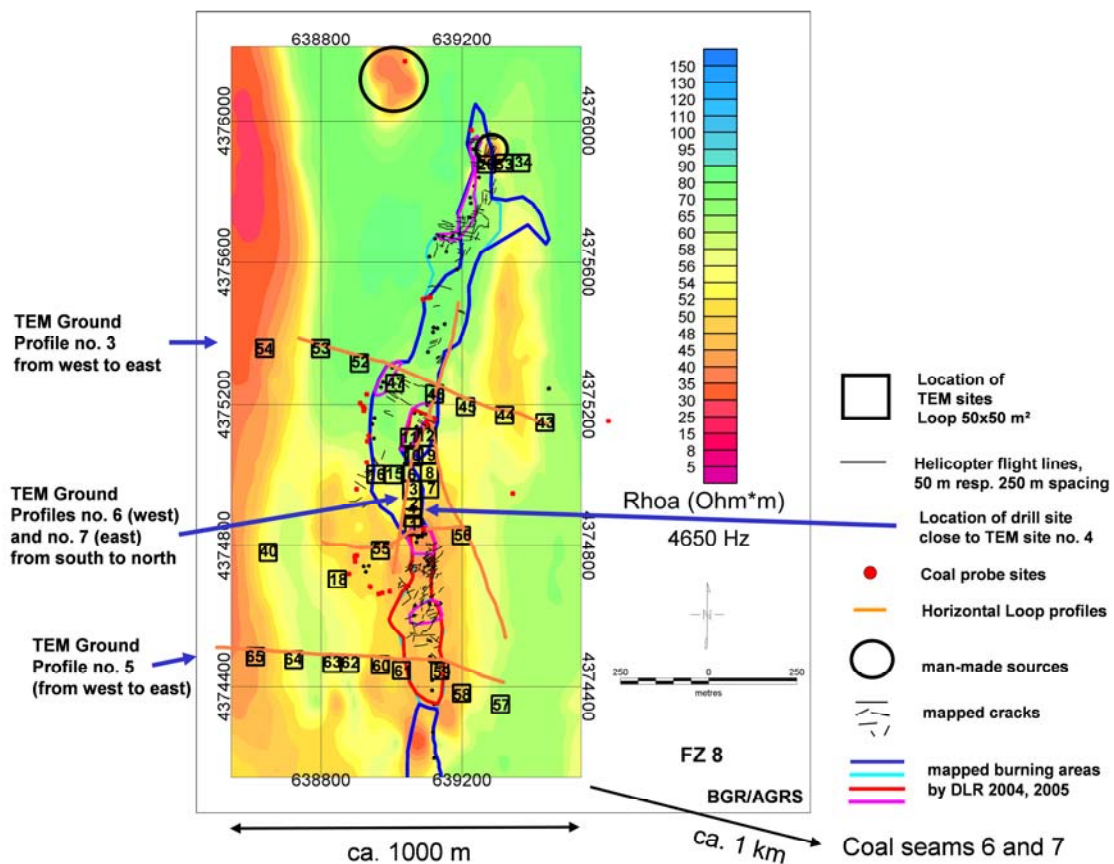 638800
639200
4376000
4376000
4375600
4375600
4375200
4375200
4374800
4374800
4374400
4374400
638800
639200
33
34
54
53
52
47
45
44
43
12
15
9
8
3
7
40
55
56
18
65
64
63
62
60
61
59
58
57
150
130
110
100
95
90
80
70
65
60
58
56
54
52
50
48
45
40
35
30
25
15
8
5
Rhoa (Ohm*m)
4650 Hz
N
250
0
250
metres
FZ 8
BGR/AGRS
ca. 1000 m
ca. 1 km
Coal seams 6 and 7
TEM Ground
Profile no. 3
from west to east
TEM Ground
Profiles no. 6 (west)
and no. 7 (east)
from south to north
TEM Ground
Profile no. 5
(from west to east)
Location of
TEM sites
Loop 50x50 m²
Helicopter flight lines,
50 m resp. 250 m spacing
Location of drill site
close to TEM site no. 4
Coal probe sites
Horizontal Loop profiles
man-made sources
mapped cracks
mapped burning areas
by DLR 2004, 2005